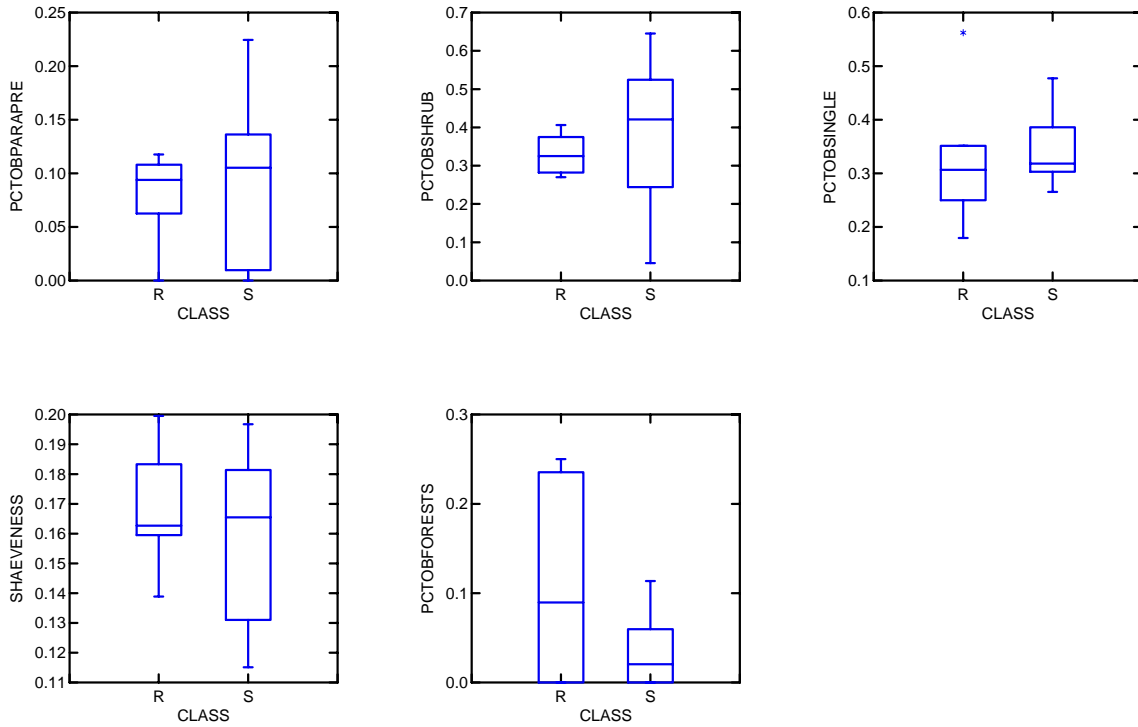 0.25
0.20
0.15
0.10
0.05
0.00
PCTOBPARAPRE
R S
CLASS
0.7
0.6
0.5
0.4
0.3
0.2
0.1
0.0
PCTOBSHRUB
R S
CLASS
0.6
0.5
0.4
0.3
0.2
0.1
PCTOBSINGLE
*
R S
CLASS
0.20
0.19
0.18
0.17
0.16
0.15
0.14
0.13
0.12
0.11
SHAEVENESS
R S
CLASS
0.3
0.2
0.1
0.0
PCTOBFORESTS
R S
CLASS